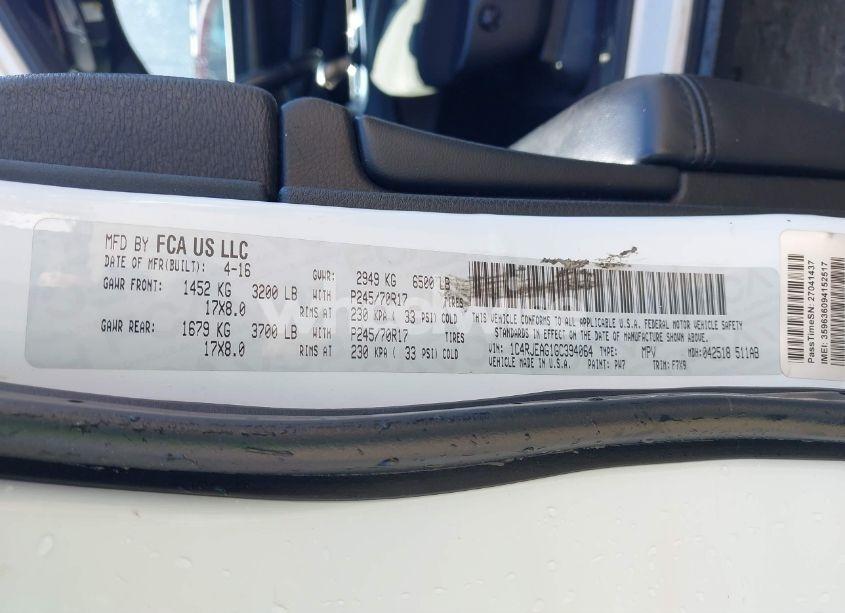 MFD BY FCA US LLC
DATE OF MFR(BUILT): 4-16 GVWR: 2949 KG 6500 LB
GAWR FRONT: 1452 KG 3200 LB WITH P245/70R17 TIRES
17X8.0 RIMS AT 230 KPA ( 33 PSI) COLD
GAWR REAR: 1679 KG 3700 LB WITH P245/70R17 TIRES
17X8.0 RIMS AT 230 KPA ( 33 PSI) COLD
THIS VEHICLE CONFORMS TO ALL APPLICABLE U.S.A. FEDERAL MOTOR VEHICLE SAFETY
STANDARDS IN EFFECT ON THE DATE OF MANUFACTURE SHOWN ABOVE.
VIN: 1C4RJEAG1GC394064 TYPE: MPV MDH: 042518 511AB
VEHICLE MADE IN U.S.A. PAINT: PW7 TRIM: F7X9
PassTimeSN: 27041437
IMEI: 359636094152517